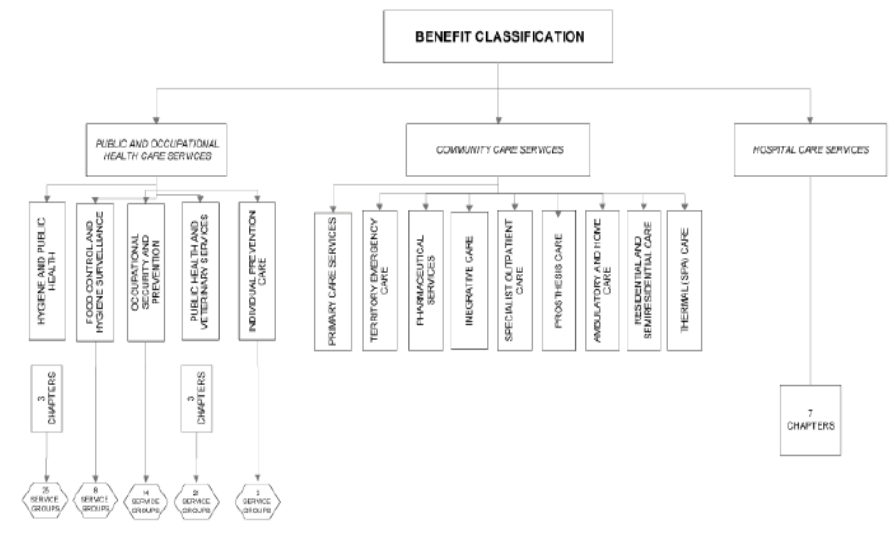 BENEFIT CLASSIFICATION
PUBLIC AND OCCUPATIONAL
HEALTH CARE SERVICES
COMMUNITY CARE SERVICES
HOSPITAL CARE SERVICES
HYGIENE AND PUBLIC
HEALTH
FOOD CONTROL AND
HYGIENE SURVELLIANCE
OCCUPATIONAL
SECURITY AND
PREVENTION
PUBLIC HEALTH AND
VETERINARY SERVICES
INDIVIDUAL PREVENTION
CARE
PRIMARY CARE SERVICES
TERRITORY EMERGENCY
CARE
PHARMACEUTICAL
SERVICES
INEGRATIVE CARE
SPECIALIST OUTPATIENT
CARE
PROSTHESIS CARE
AMBULATORY AND HOME
CARE
RESIDENTIAL AND
SEMIRESIDENTIAL CARE
THERMAL (SPA) CARE
3
CHAPTERS
3
CHAPTERS
7
CHAPTERS
SERVICE
GROUPS
8
SERVICE
GROUPS
14
SERVICE
GROUPS
SERVICE
GROUPS
SERVICE
GROUPS